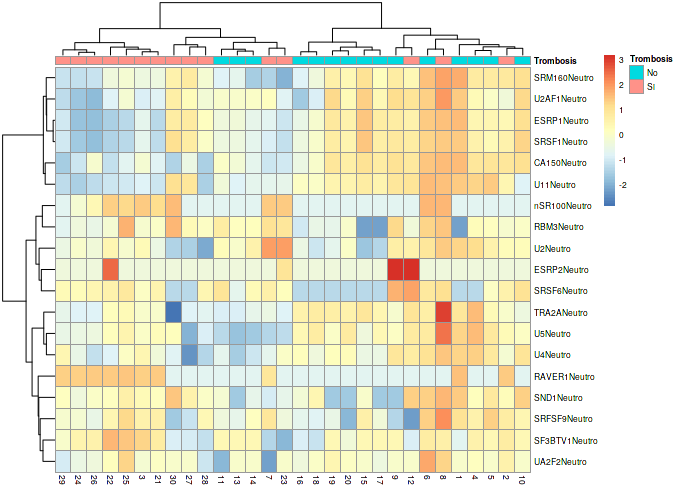 Trombosis
SRM160Neutro
U2AF1Neutro
ESRP1Neutro
SRSF1Neutro
CA150Neutro
U11Neutro
nSR100Neutro
RBM3Neutro
U2Neutro
ESRP2Neutro
SRSF6Neutro
TRA2ANeutro
U5Neutro
U4Neutro
RAVER1Neutro
SND1Neutro
SRFSF9Neutro
SF3BTV1Neutro
UA2F2Neutro
29 24 26 22 25 3 21 30 27 28 11 13 14 7 23 16 18 19 20 15 17 9 12 6 8 1 4 5 2 10
3
2
1
0
-1
-2
Trombosis
No
Si